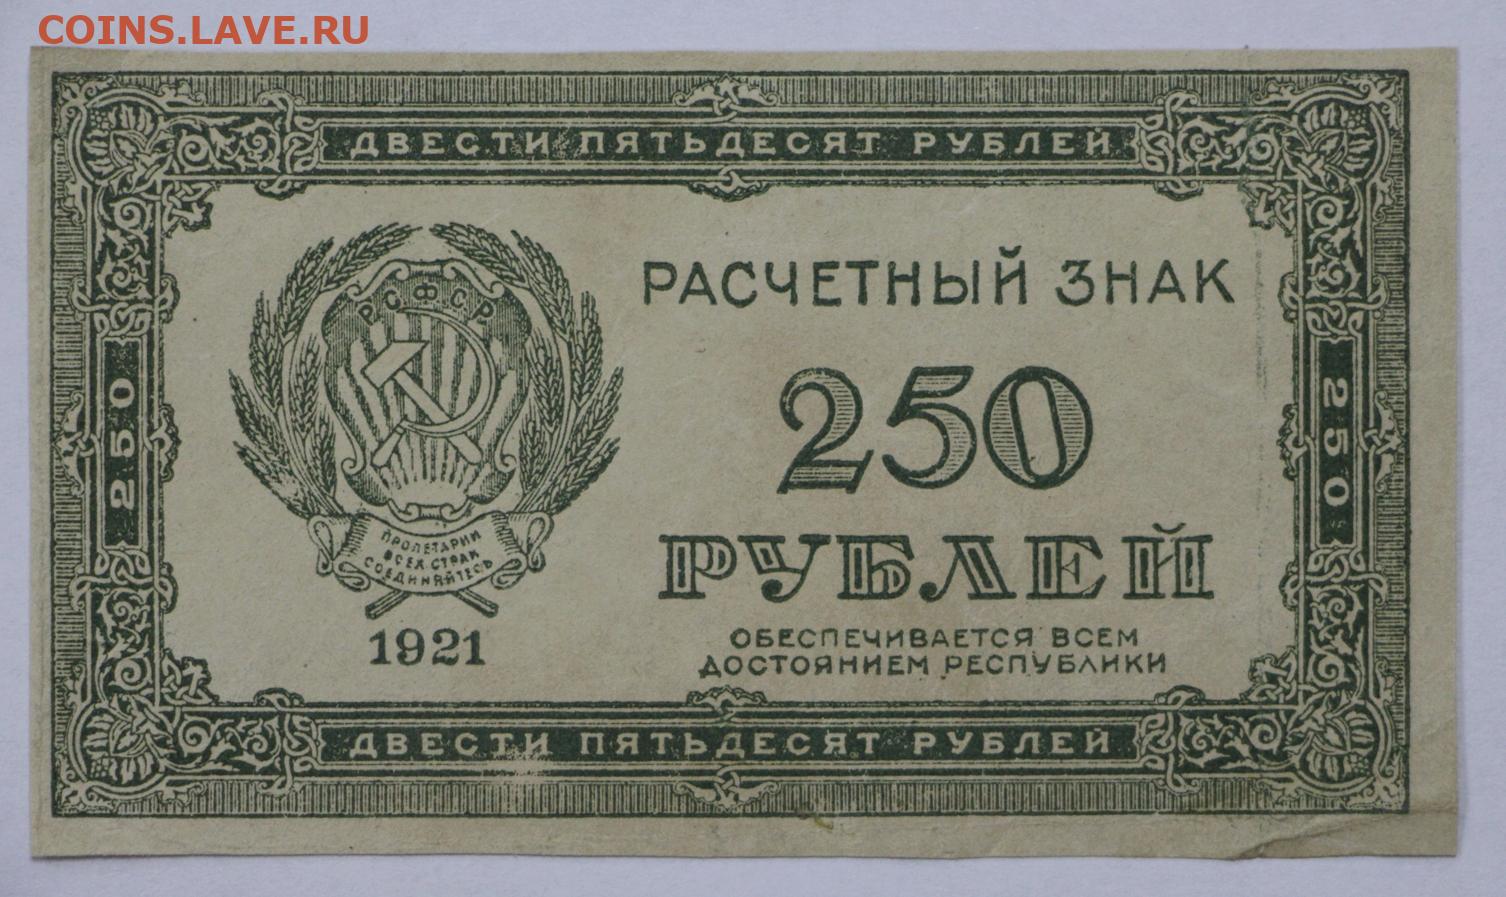 COINS.LAVE.RU
ДВЕСТИ ПЯТЬДЕСЯТ РУБЛЕЙ
РСФСР
РАСЧЕТНЫЙ ЗНАК
250
250
250
РУБЛЕЙ
ПРОЛЕТАРИИ
ВСЕХ СТРАН
СОЕДИНЯЙТЕСЬ
1921
ОБЕСПЕЧИВАЕТСЯ ВСЕМ
ДОСТОЯНИЕМ РЕСПУБЛИКИ
ДВЕСТИ ПЯТЬДЕСЯТ РУБЛЕЙ